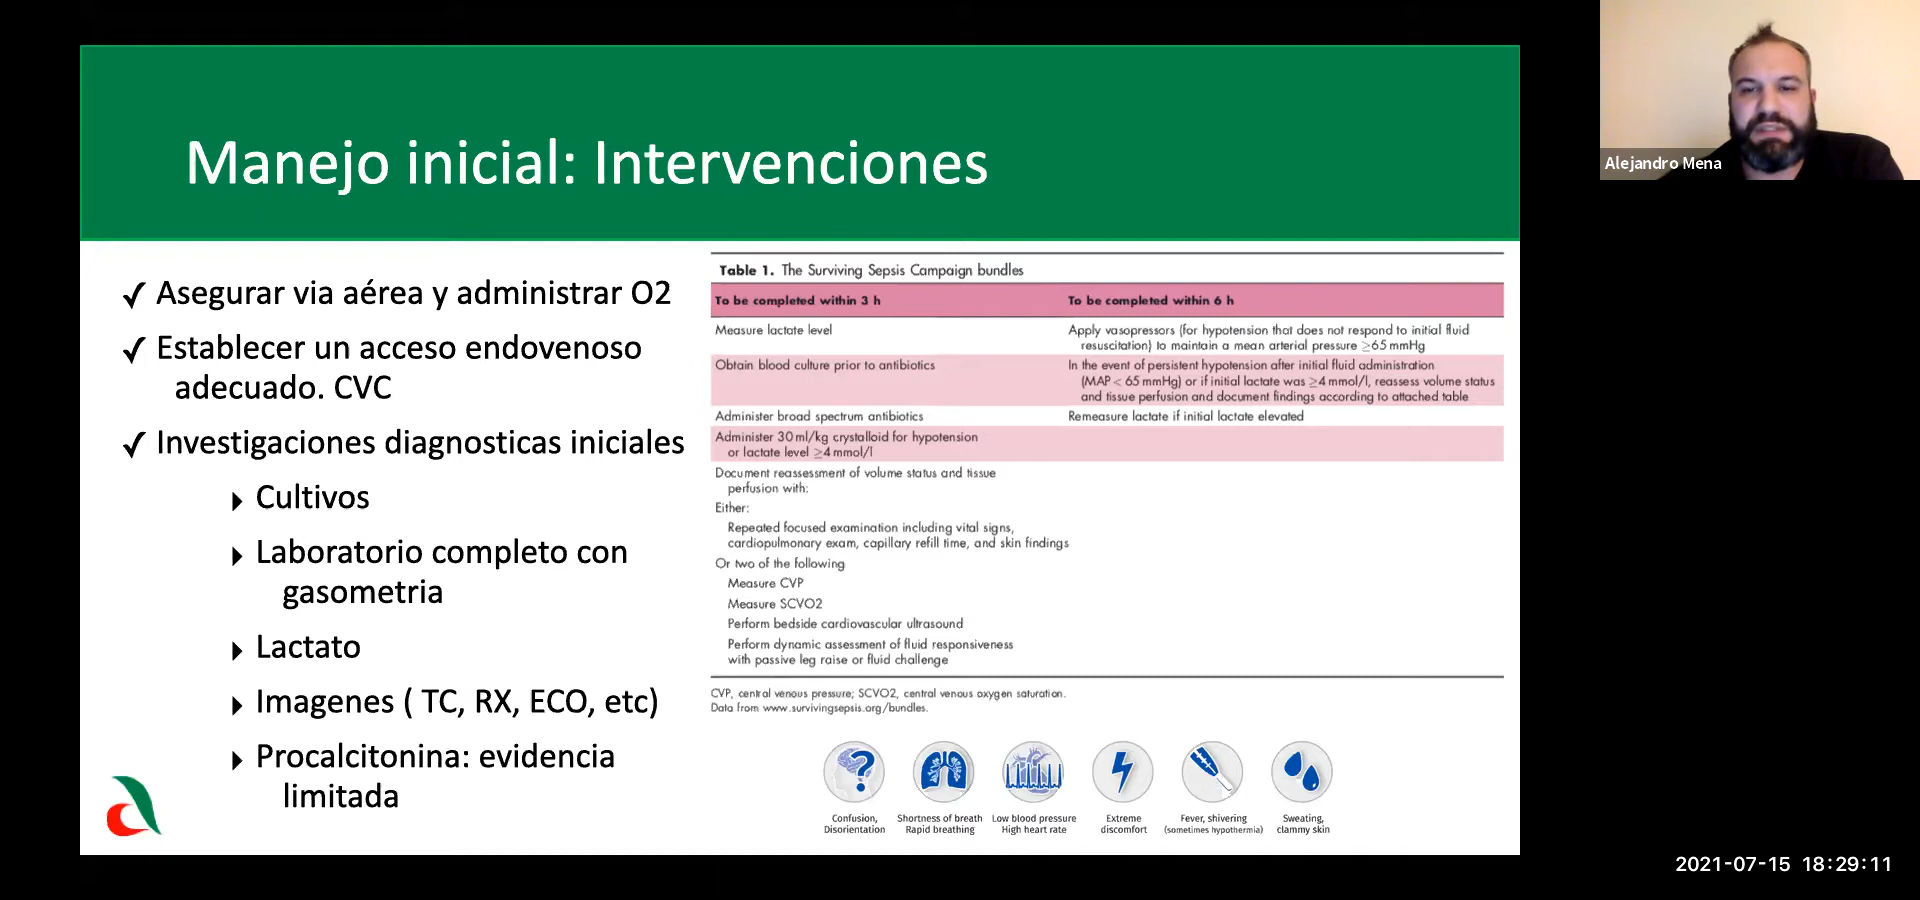 Manejo inicial: Intervenciones
Alejandro Mena
✓ Asegurar via aérea y administrar O2
✓ Establecer un acceso endovenoso
adecuado. CVC
✓ Investigaciones diagnosticas iniciales
Cultivos
Laboratorio completo con
gasometria
Lactato
Imagenes ( TC, RX, ECO, etc)
Procalcitonina: evidencia
limitada
Table 1. The Surviving Sepsis Campaign bundles
To be completed within 3 h
To be completed within 6 h
Measure lactate level
Apply vasopressors (for hypotension that does not respond to initial fluid
resuscitation) to maintain a mean arterial pressure ≥65 mmHg
Obtain blood culture prior to antibiotics
In the event of persistent hypotension after initial fluid administration
(MAP < 65 mmHg) or if initial lactate was ≥4 mmol/l, reassess volume status
and tissue perfusion and document findings according to attached table
Administer broad spectrum antibiotics
Remeasure lactate if initial lactate elevated
Administer 30 ml/kg crystalloid for hypotension
or lactate level ≥4 mmol/l
Document reassessment of volume status and tissue
perfusion with:
Either:
Repeated focused examination including vital signs,
cardiopulmonary exam, capillary refill time, and skin findings
Or two of the following
Measure CVP
Measure SCVO2
Perform bedside cardiovascular ultrasound
Perform dynamic assessment of fluid responsiveness
with passive leg raise or fluid challenge
CVP, central venous pressure; SCVO2, central venous oxygen saturation.
Data from www.survivingsepsis.org/bundles.
Confusion,
Disorientation
Shortness of breath
Rapid breathing
Low blood pressure
High heart rate
Extreme
discomfort
Fever, shivering
(sometimes hypothermia)
Sweating,
clammy skin
2021-07-15 18:29:11